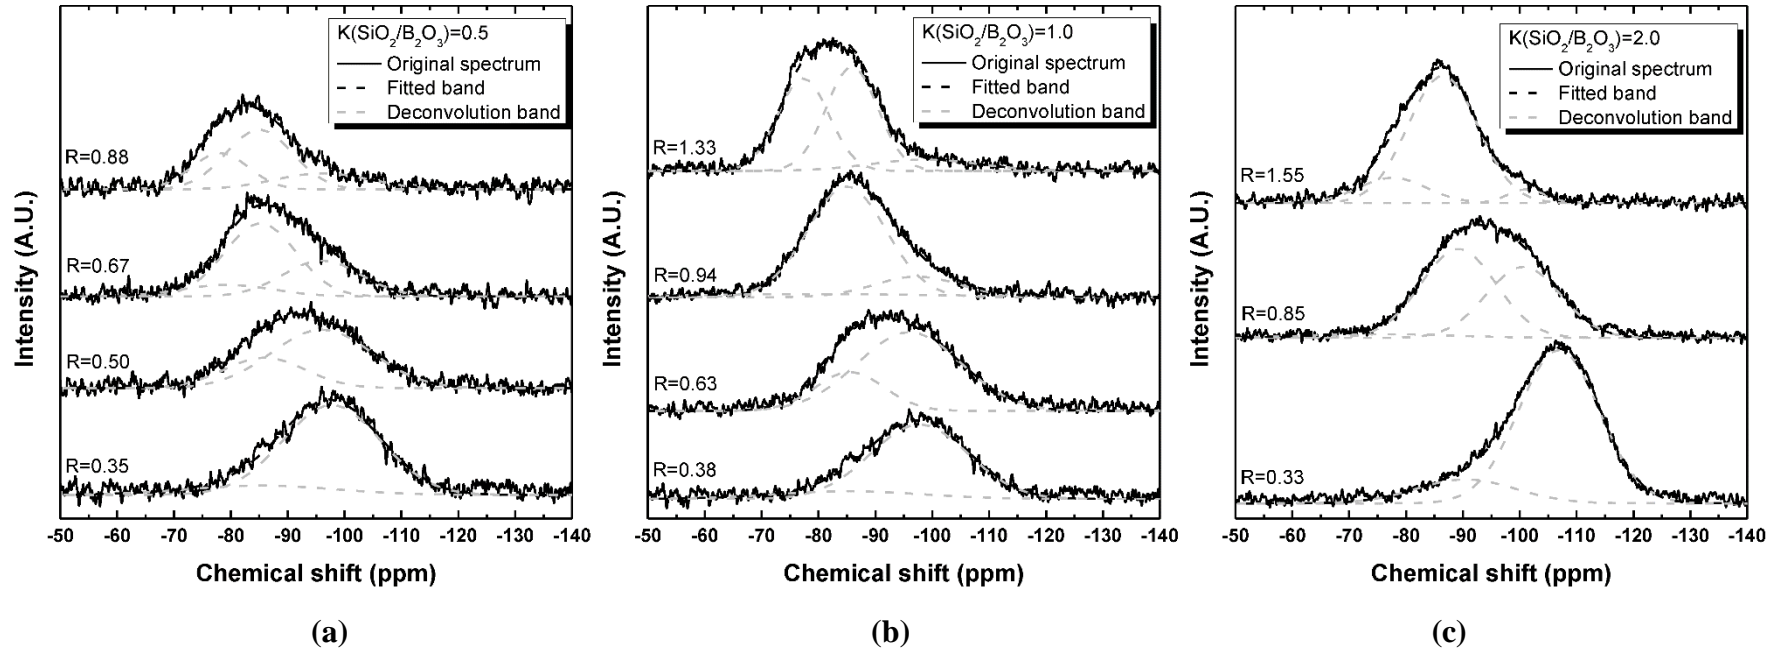 K(SiO2/B2O3)=0.5
Original spectrum
Fitted band
Deconvolution band
R=0.88
R=0.67
R=0.50
R=0.35
Intensity (A.U.)
-50 -60 -70 -80 -90 -100 -110 -120 -130 -140
Chemical shift (ppm)
(a)
K(SiO2/B2O3)=1.0
Original spectrum
Fitted band
Deconvolution band
R=1.33
R=0.94
R=0.63
R=0.38
Intensity (A.U.)
-50 -60 -70 -80 -90 -100 -110 -120 -130 -140
Chemical shift (ppm)
(b)
K(SiO2/B2O3)=2.0
Original spectrum
Fitted band
Deconvolution band
R=1.55
R=0.85
R=0.33
Intensity (A.U.)
-50 -60 -70 -80 -90 -100 -110 -120 -130 -140
Chemical shift (ppm)
(c)